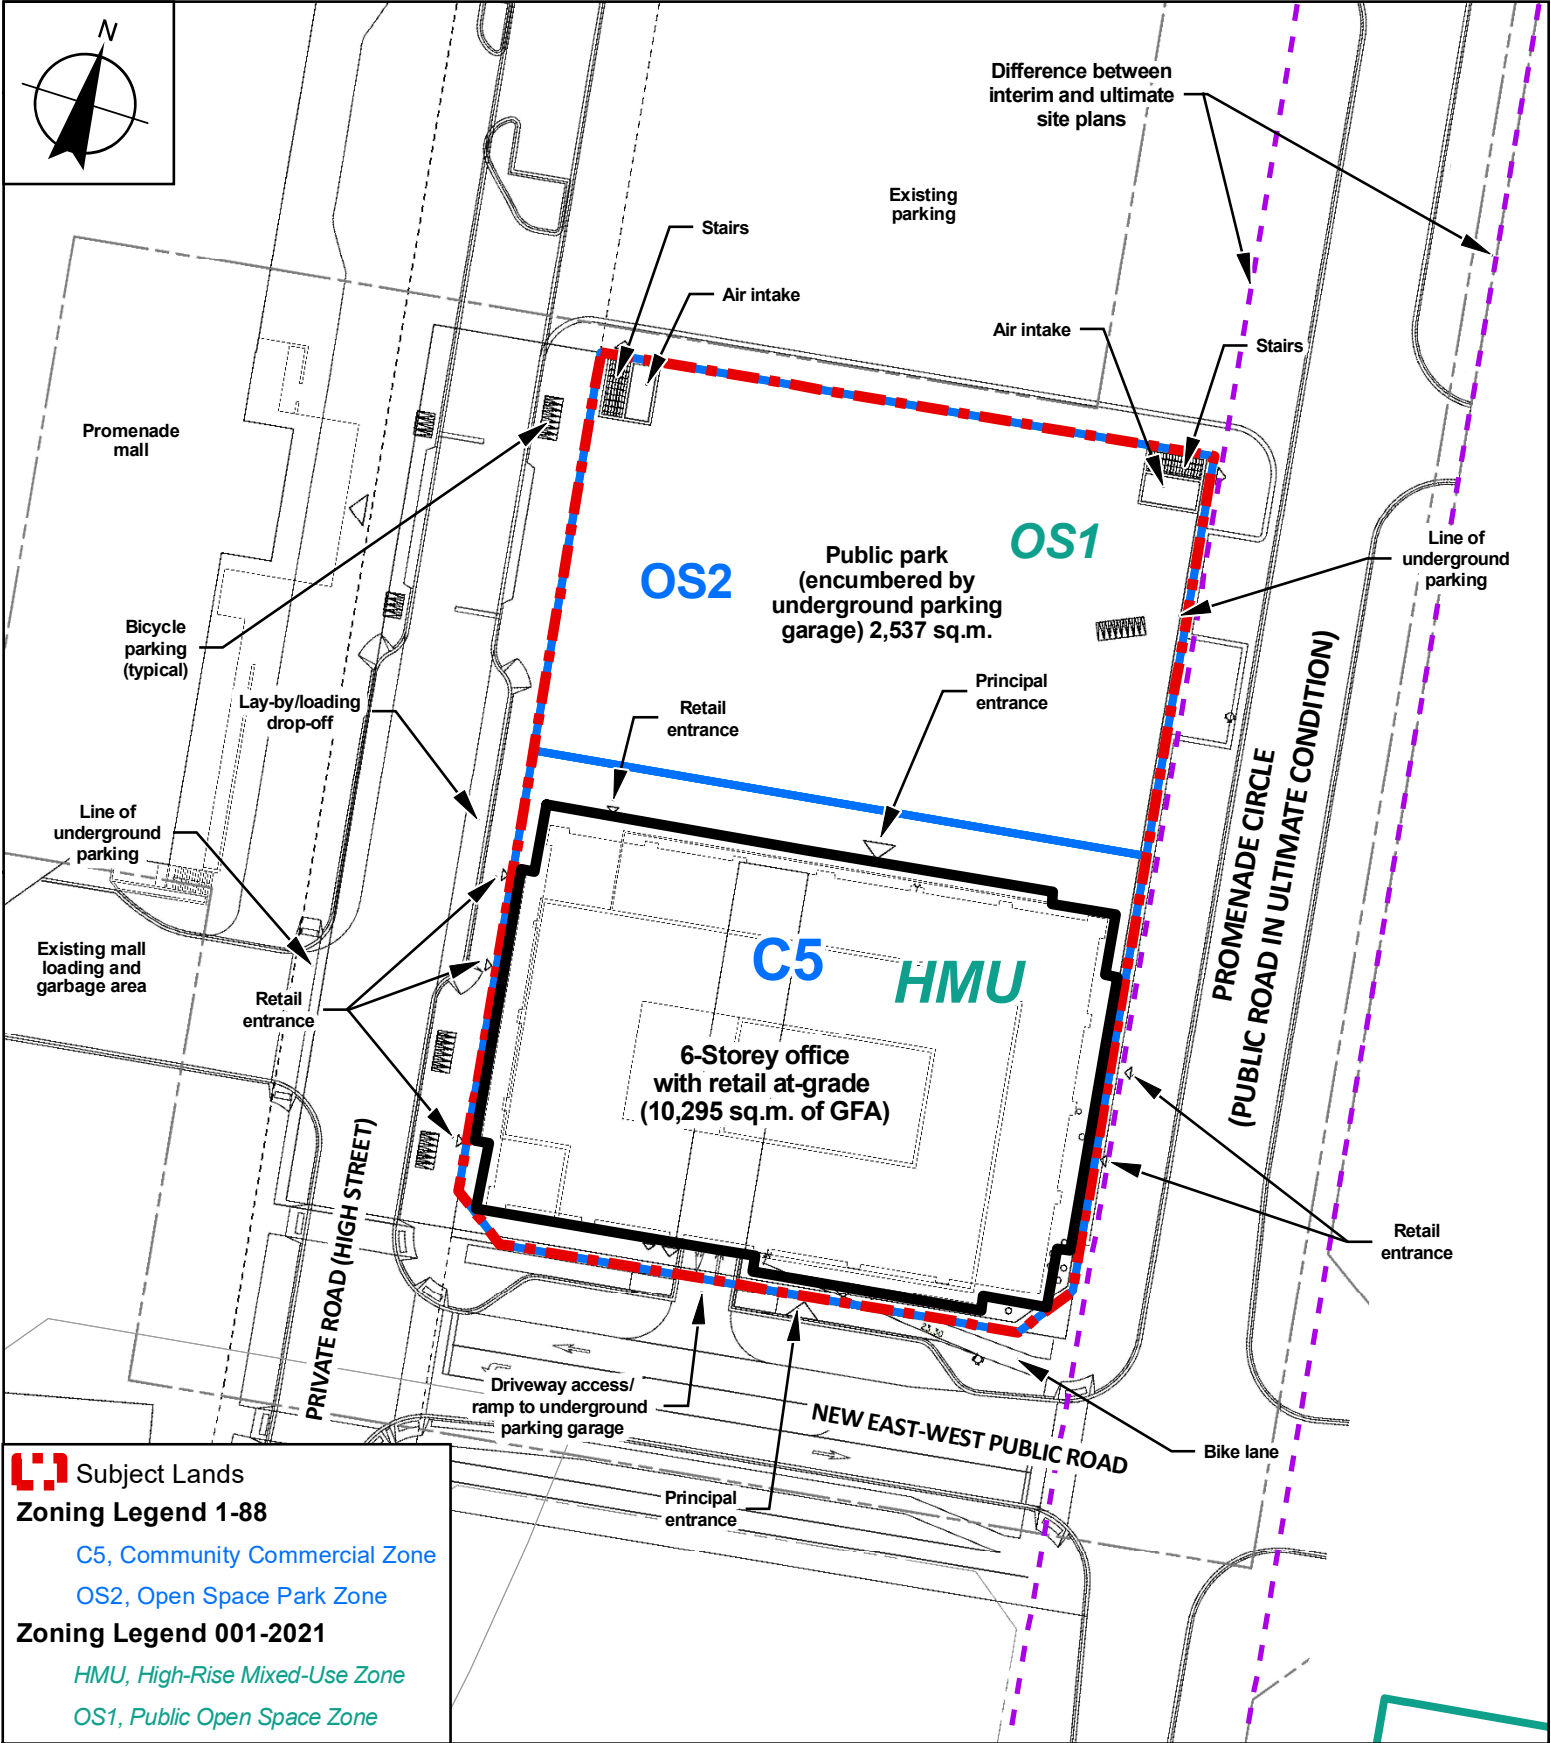 N
Difference between
interim and ultimate
site plans
Existing
parking
Stairs
Air intake
Air intake
Stairs
Promenade
mall
OS2
OS1
Public park
(encumbered by
underground parking
garage) 2,537 sq.m.
Line of
underground
parking
Bicycle
parking
(typical)
Lay-by/loading
drop-off
Retail
entrance
Principal
entrance
PROMENADE CIRCLE
(PUBLIC ROAD IN ULTIMATE CONDITION)
Line of
underground
parking
Existing mall
loading and
garbage area
Retail
entrance
C5
HMU
6-Storey office
with retail at-grade
(10,295 sq.m. of GFA)
Retail
entrance
PRIVATE ROAD (HIGH STREET)
23.30
Driveway access/
ramp to underground
parking garage
NEW EAST-WEST PUBLIC ROAD
Bike lane
Principal
entrance
Subject Lands
Zoning Legend 1-88
C5, Community Commercial Zone
OS2, Open Space Park Zone
Zoning Legend 001-2021
HMU, High-Rise Mixed-Use Zone
OS1, Public Open Space Zone